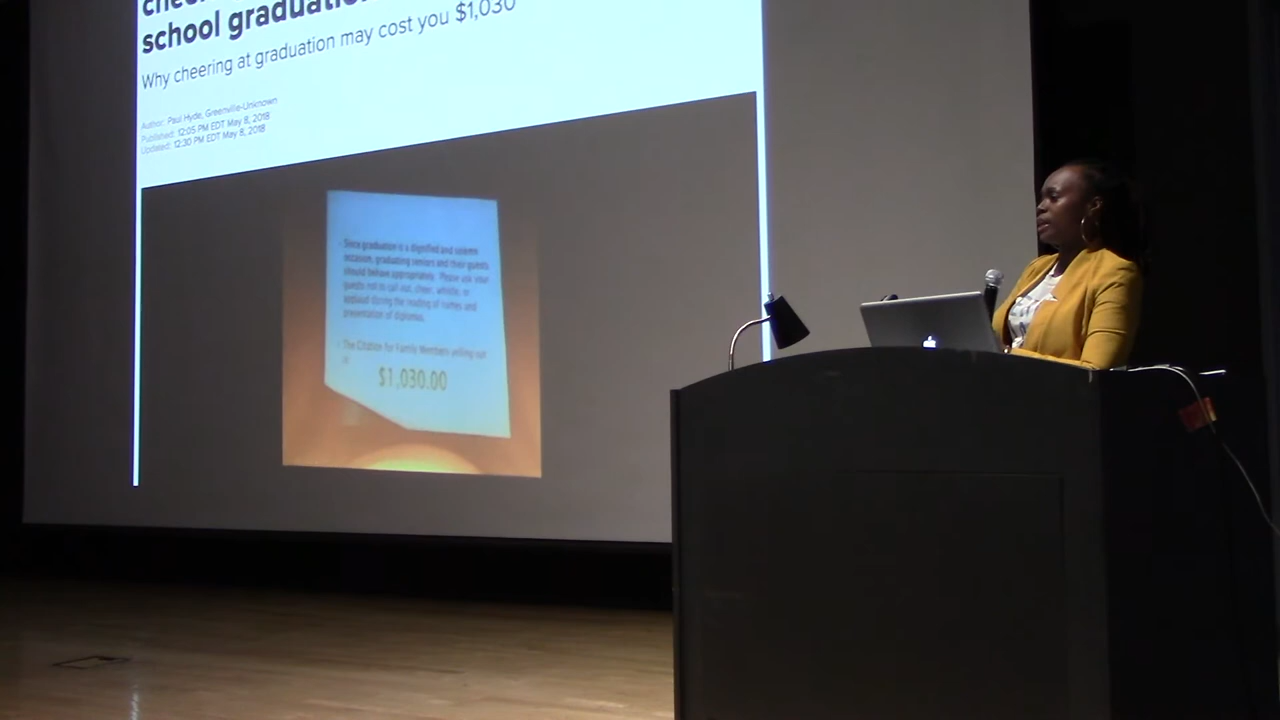 school graduation
Why cheering at graduation may cost you $1,030
Author: Paul Hyde, Greenville-Unknown
Published: 12:05 PM EDT May 8, 2018
Updated: 12:30 PM EDT May 8, 2018
Since graduation is a dignified and solemn
occasion, graduating seniors and their guests
should behave appropriately. Please ask your
guests not to call out, cheer, whistle, or
applaud during the reading of names and
presentation of diplomas.
The Citation for Family Members yelling out
is
$1,030.00